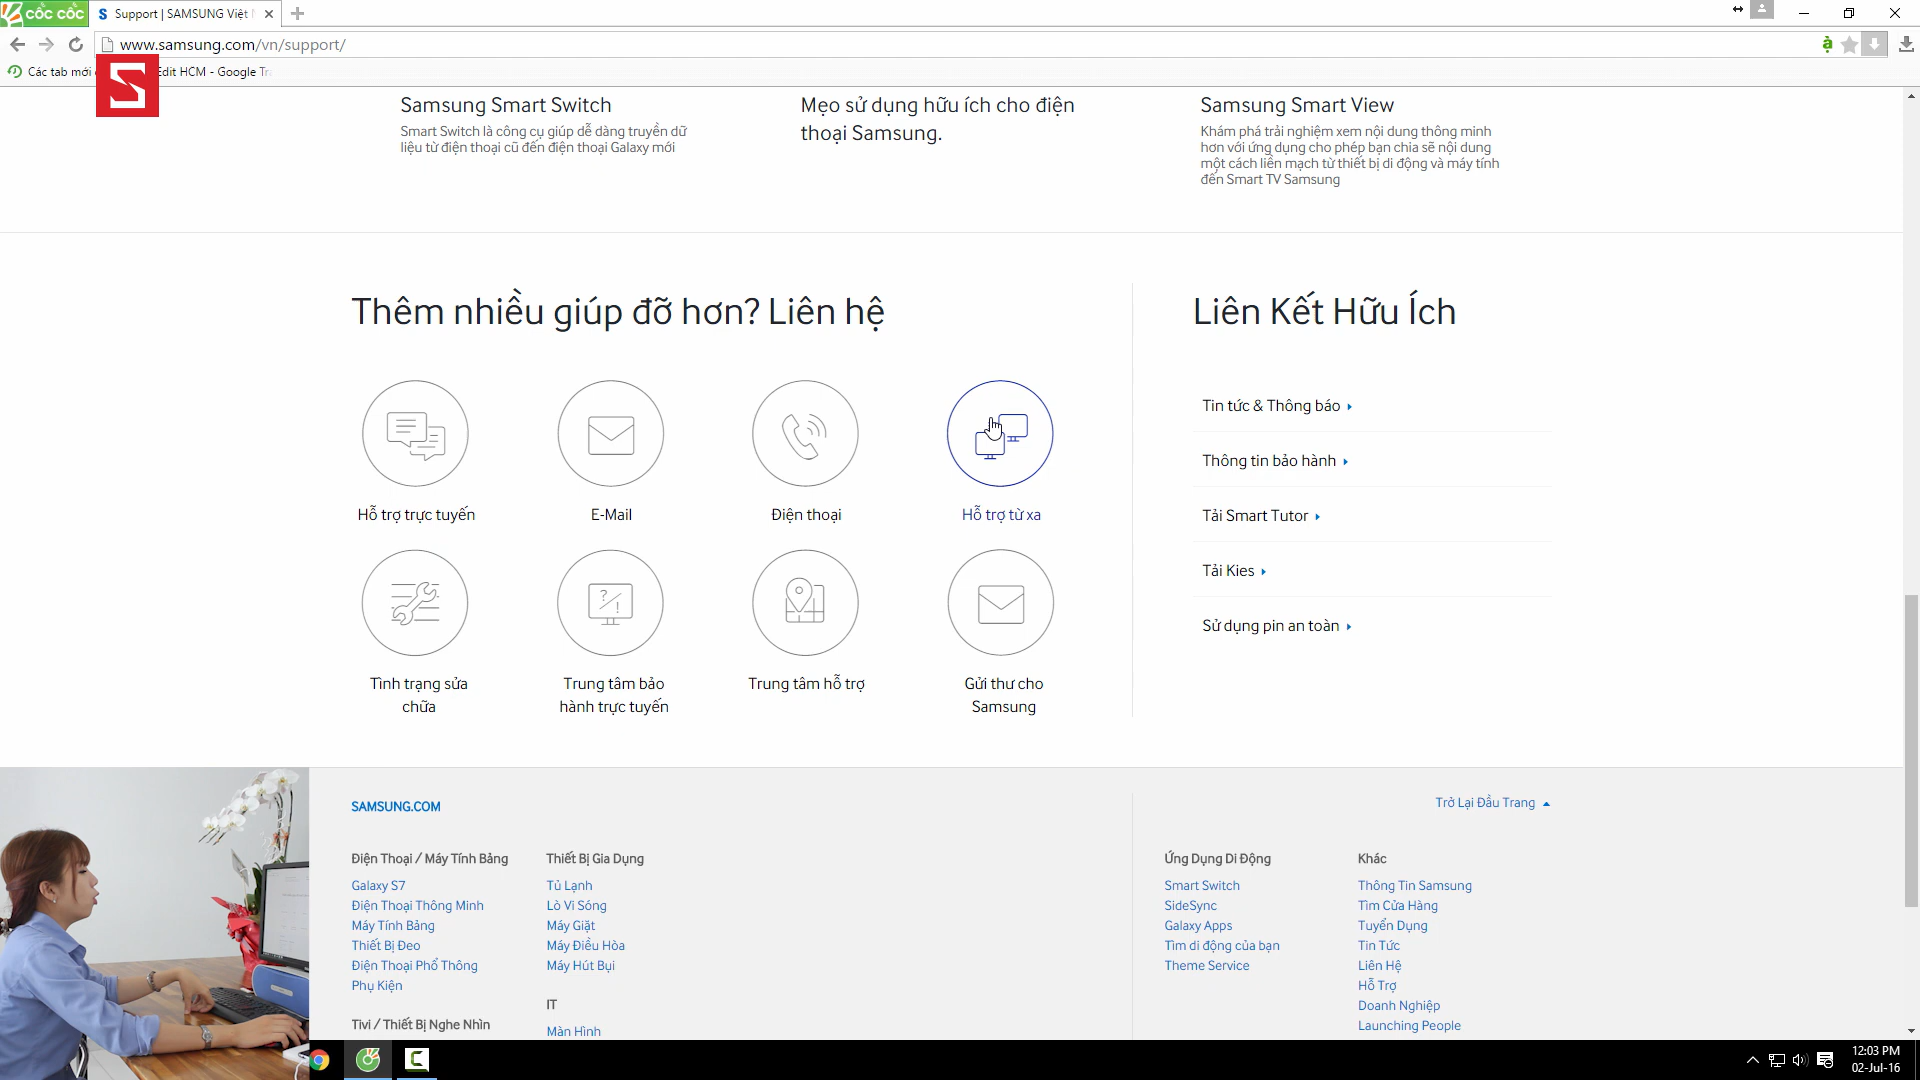 CỐC CỐC
Support | SAMSUNG Việt
www.samsung.com/vn/support/
Các tab mới
Edit HCM - Google
Samsung Smart Switch
Smart Switch là công cụ giúp dễ dàng truyền dữ
liệu từ điện thoại cũ đến điện thoại Galaxy mới
Mẹo sử dụng hữu ích cho điện
thoại Samsung.
Samsung Smart View
Khám phá trải nghiệm xem nội dung thông minh
hơn với ứng dụng cho phép bạn chia sẽ nội dung
một cách liền mạch từ thiết bị di động và máy tính
đến Smart TV Samsung
Thêm nhiều giúp đỡ hơn? Liên hệ
Hỗ trợ trực tuyến
E-Mail
Điện thoại
Hỗ trợ từ xa
Tình trạng sửa
chữa
Trung tâm bảo
hành trực tuyến
Trung tâm hỗ trợ
Gửi thư cho
Samsung
Liên Kết Hữu Ích
Tin tức & Thông báo
Thông tin bảo hành
Tải Smart Tutor
Tải Kies
Sử dụng pin an toàn
SAMSUNG.COM
Trở Lại Đầu Trang
Điện Thoại / Máy Tính Bảng
Galaxy S7
Điện Thoại Thông Minh
Máy Tính Bảng
Thiết Bị Đeo
Điện Thoại Phổ Thông
Phụ Kiện
Tivi / Thiết Bị Nghe Nhìn
Thiết Bị Gia Dụng
Tủ Lạnh
Lò Vi Sóng
Máy Giặt
Máy Điều Hòa
Máy Hút Bụi
IT
Màn Hình
Ứng Dụng Di Động
Smart Switch
SideSync
Galaxy Apps
Tìm di động của bạn
Theme Service
Khác
Thông Tin Samsung
Tìm Cửa Hàng
Tuyển Dụng
Tin Tức
Liên Hệ
Hỗ Trợ
Doanh Nghiệp
Launching People
12:03 PM
02-Jul-16